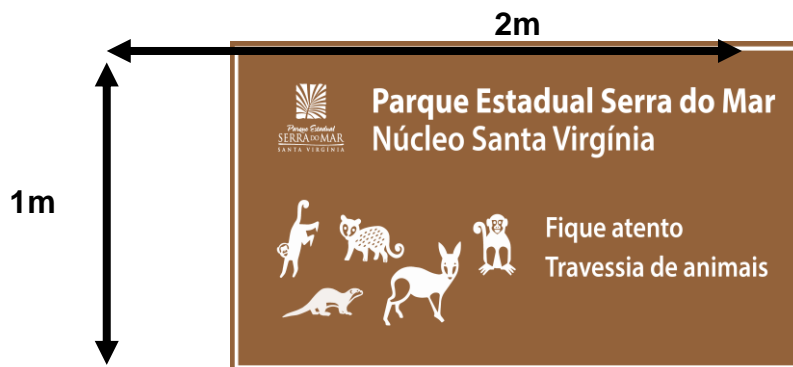 2m
Parque Estadual Serra do Mar
Núcleo Santa Virgínia
Parque Estadual
SERRA DO MAR
SANTA VIRGÍNIA
1m
Fique atento
Travessia de animais